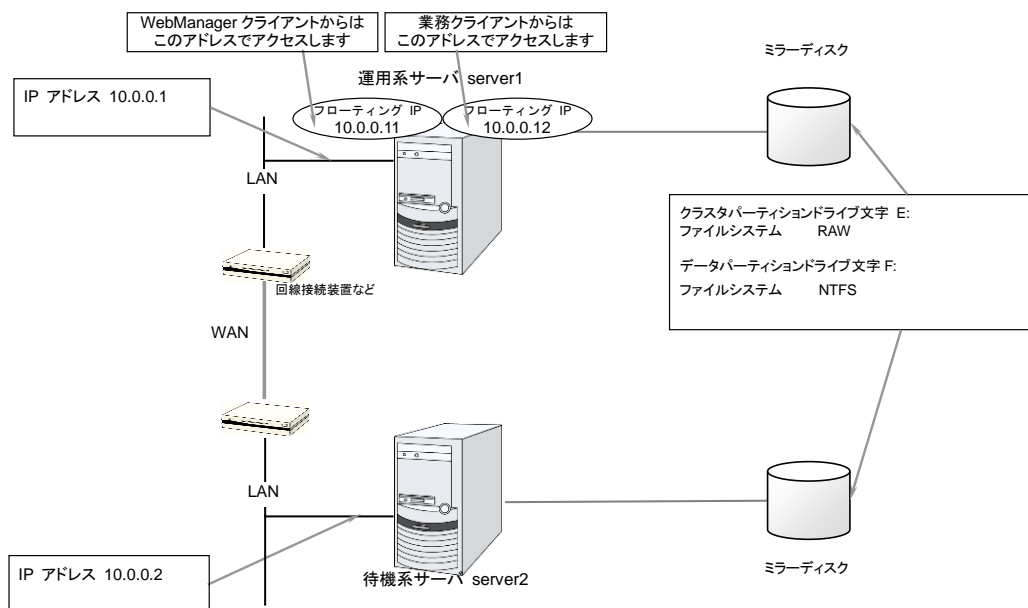 WebManager クライアントからは
このアドレスでアクセスします
業務クライアントからは
このアドレスでアクセスします
ミラーディスク
運用系サーバ server1
IP アドレス 10.0.0.1
フローティング IP
10.0.0.11
フローティング IP
10.0.0.12
LAN
クラスタパーティションドライブ文字 E:
ファイルシステム RAW
データパーティションドライブ文字 F:
ファイルシステム NTFS
回線接続装置など
WAN
LAN
IP アドレス 10.0.0.2
待機系サーバ server2
ミラーディスク